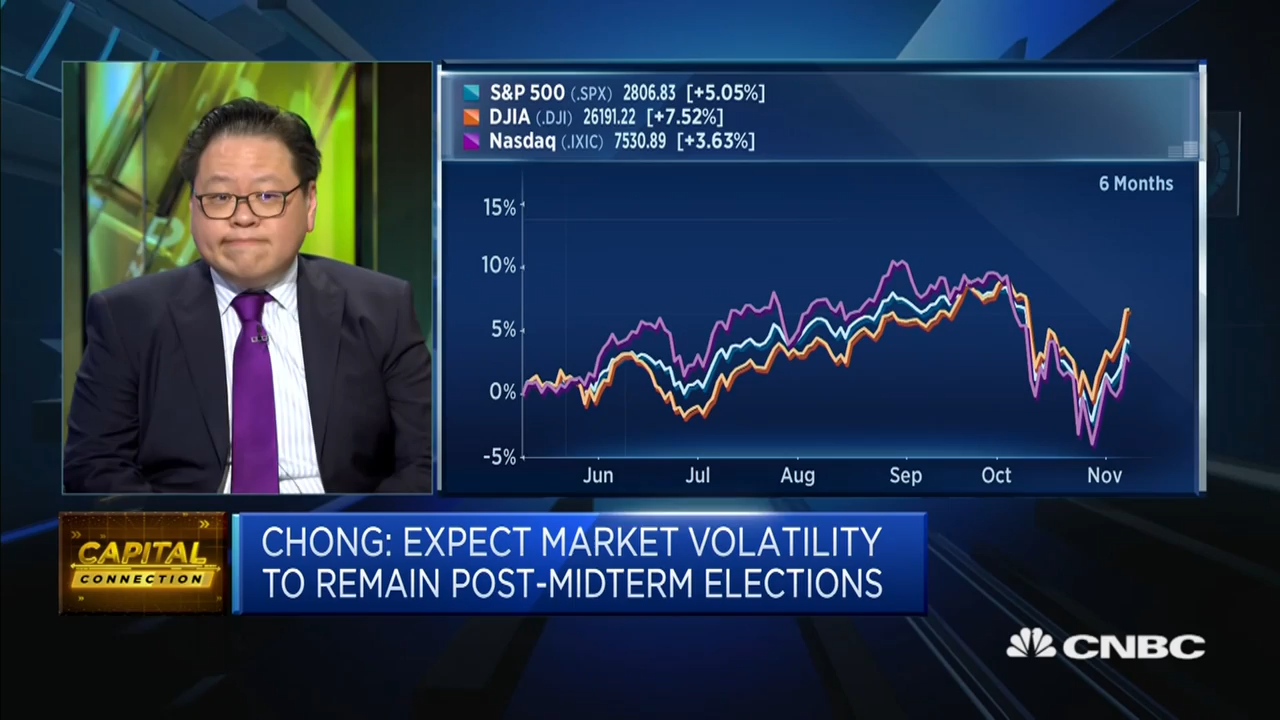 S&P 500 (.SPX) 2806.83 [+5.05%]
DJIA (.DJI) 26191.22 [+7.52%]
Nasdaq (.IXIC) 7530.89 [+3.63%]
6 Months
15%
10%
5%
0%
-5%
Jun Jul Aug Sep Oct Nov
CAPITAL
CONNECTION
CHONG: EXPECT MARKET VOLATILITY
TO REMAIN POST-MIDTERM ELECTIONS
CNBC